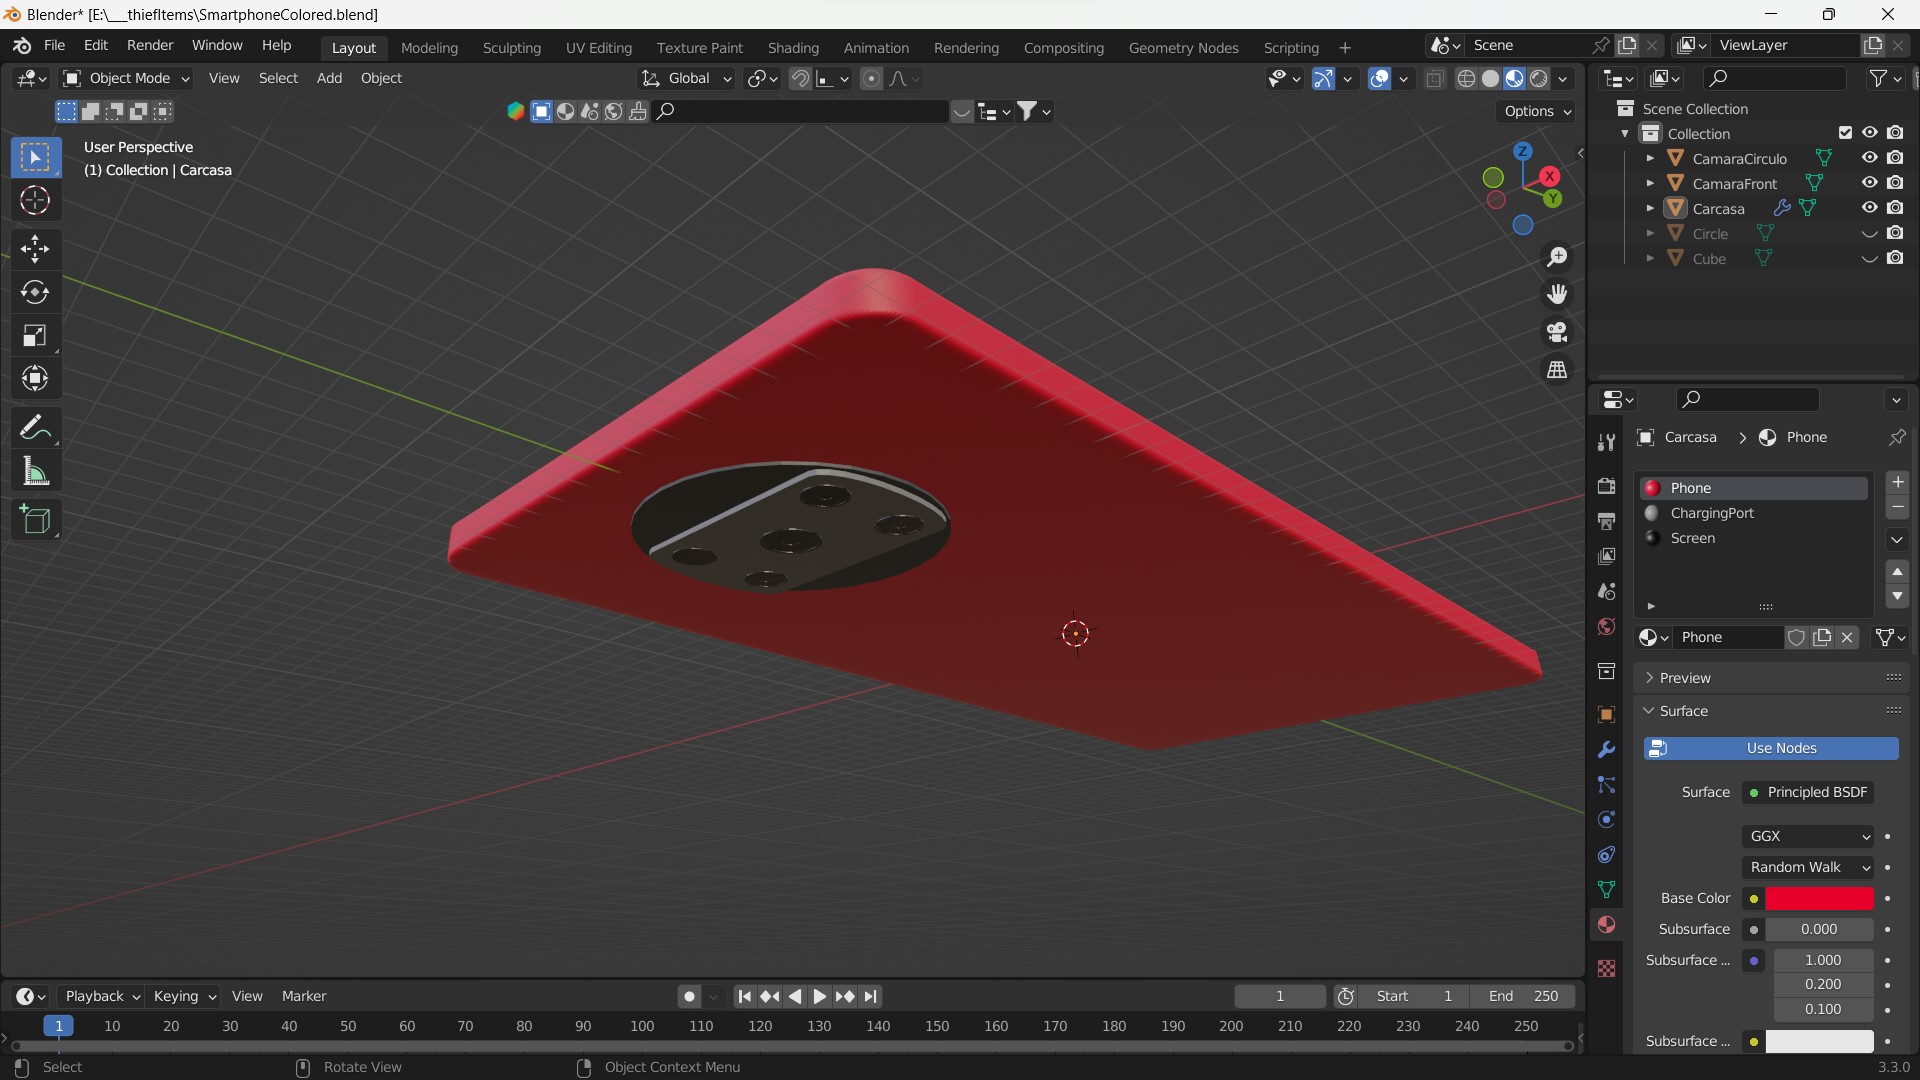 Blender* [E:\___thiefItems\SmartphoneColored.blend]
File Edit Render Window Help Layout Modeling Sculpting UV Editing Texture Paint Shading Animation Rendering Compositing Geometry Nodes Scripting + Scene ViewLayer
Object Mode View Select Add Object Global
Options
User Perspective
(1) Collection | Carcasa
Z
X
Y
Scene Collection
Collection
CamaraCirculo
CamaraFront
Carcasa
Circle
Cube
Carcasa > Phone
Phone
ChargingPort
Screen
Phone
Preview
Surface
Use Nodes
Surface Principled BSDF
GGX
Random Walk
Base Color
Subsurface 0.000
Subsurface ... 1.000
0.200
0.100
Subsurface ...
Playback Keying View Marker 1 Start 1 End 250
1 10 20 30 40 50 60 70 80 90 100 110 120 130 140 150 160 170 180 190 200 210 220 230 240 250
Select Rotate View Object Context Menu 3.3.0